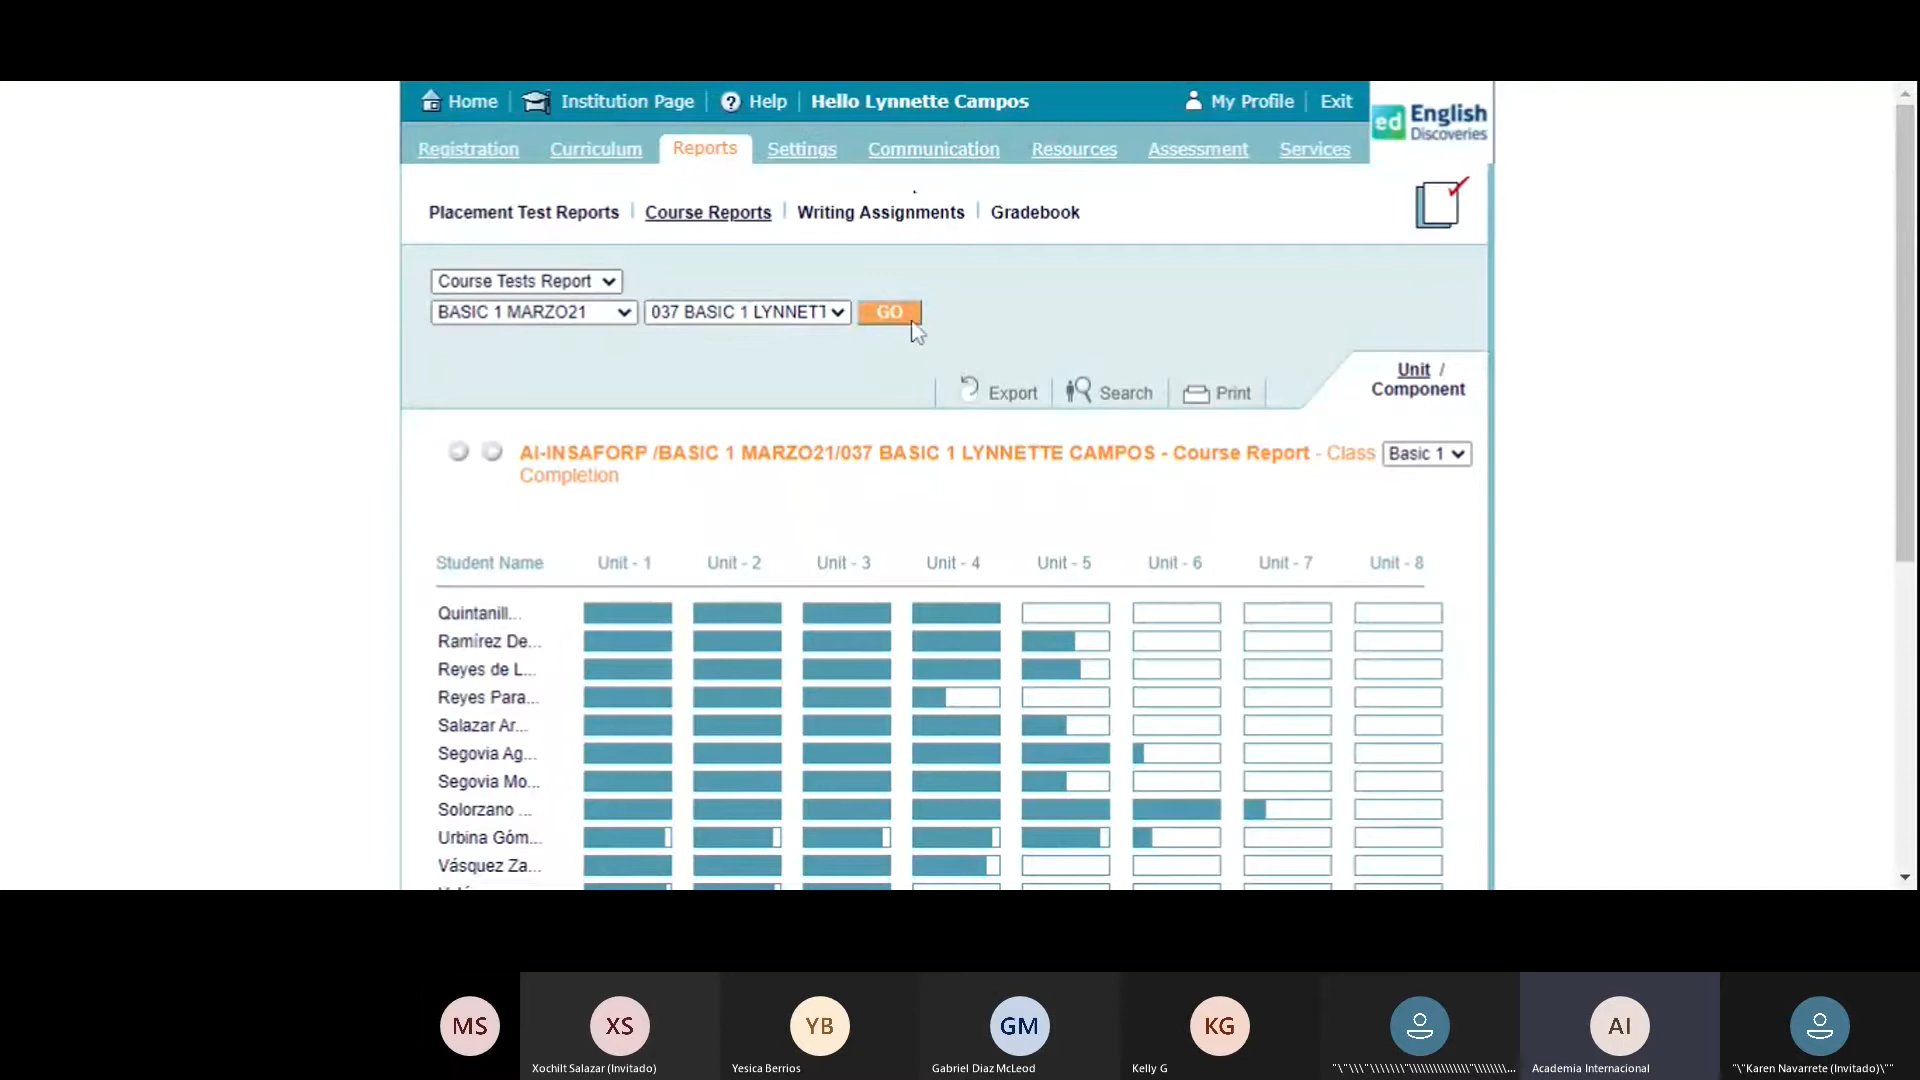 Home Institution Page Help Hello Lynnette Campos My Profile Exit
ed English Discoveries
Registration Curriculum Reports Settings Communication Resources Assessment Services
Placement Test Reports Course Reports Writing Assignments Gradebook
Course Tests Report
BASIC 1 MARZO21 037 BASIC 1 LYNNETT GO
Unit /
Component
Export Search Print
AI-INSAFORP /BASIC 1 MARZO21/037 BASIC 1 LYNNETTE CAMPOS - Course Report - Class Basic 1
Completion
Student Name Unit - 1 Unit - 2 Unit - 3 Unit - 4 Unit - 5 Unit - 6 Unit - 7 Unit - 8
Quintanill...
Ramírez De...
Reyes de L...
Reyes Para...
Salazar Ar...
Segovia Ag...
Segovia Mo...
Solorzano ...
Urbina Góm...
Vásquez Za...
MS XS YB GM KG AI
Xochilt Salazar (Invitado) Yesica Berrios Gabriel Diaz McLeod Kelly G Academia Internacional "\"Karen Navarrete (Invitado)\""